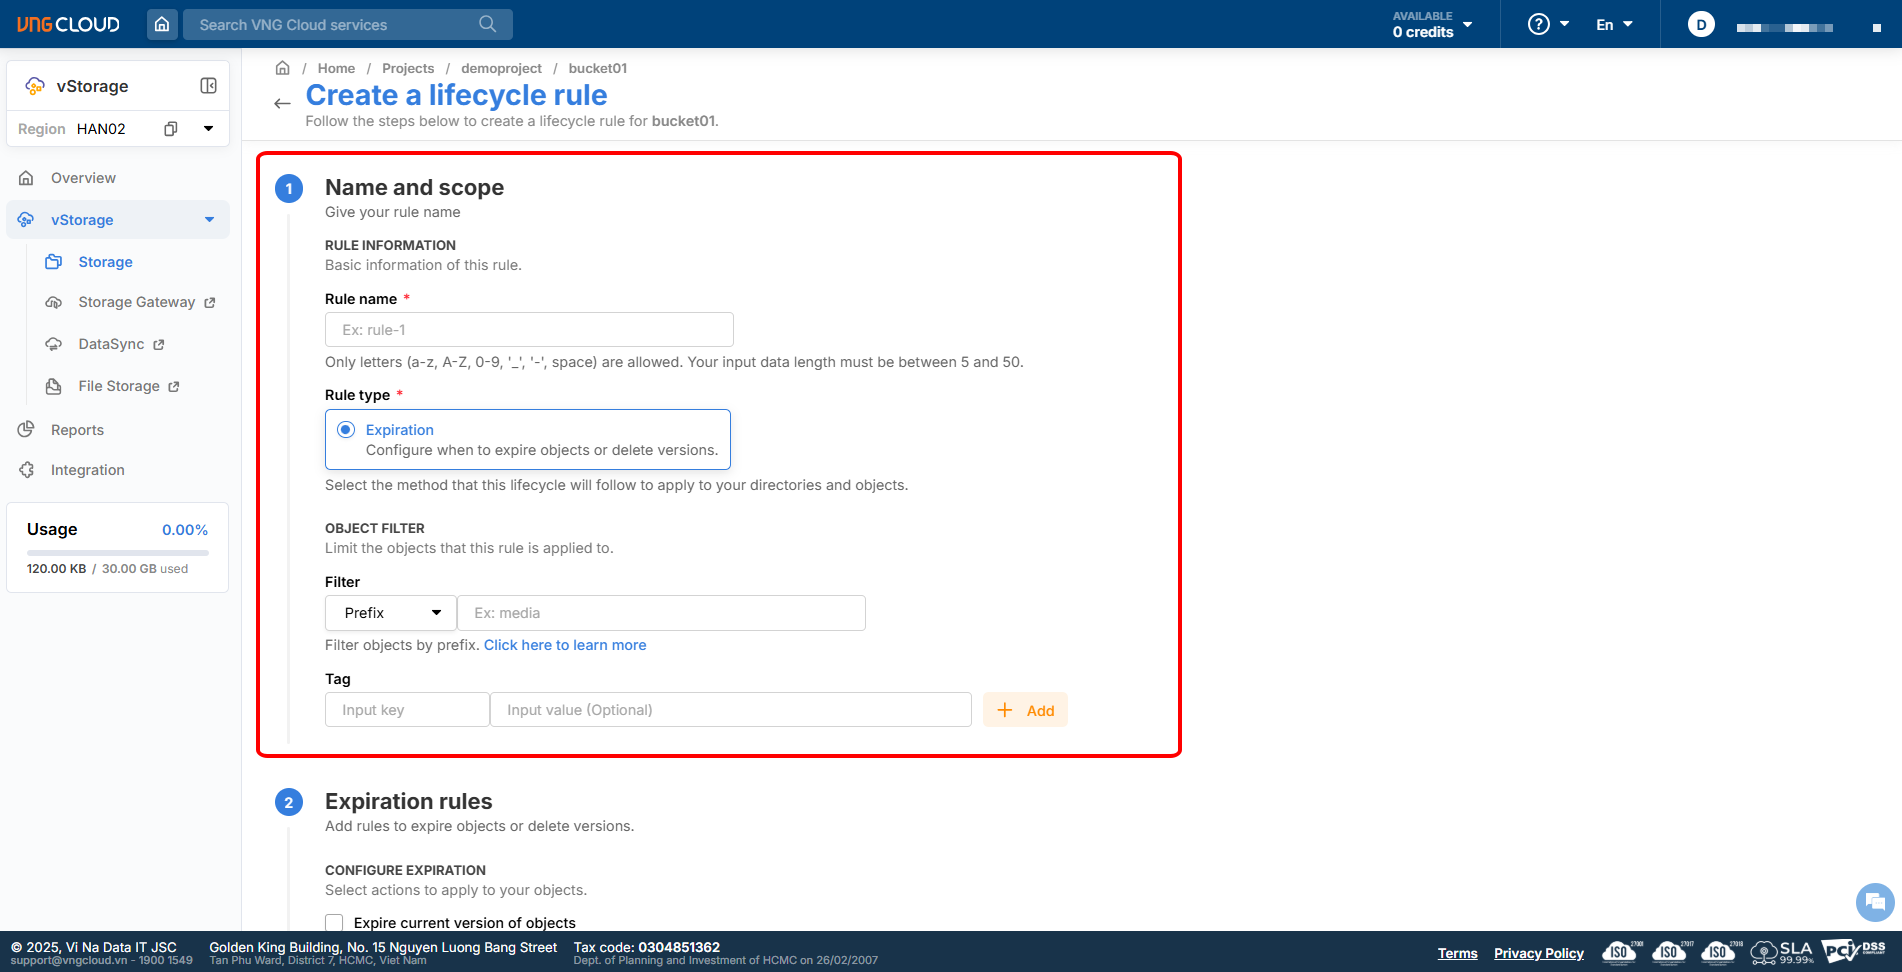 VNG CLOUD
Search VNG Cloud services
AVAILABLE
0 credits
?
En
D
vStorage
Region HAN02
Overview
vStorage
Storage
Storage Gateway
DataSync
File Storage
Reports
Integration
Usage 0.00%
120.00 KB / 30.00 GB used
/ Home / Projects / demoproject / bucket01
Create a lifecycle rule
Follow the steps below to create a lifecycle rule for bucket01.
1 Name and scope
Give your rule name
RULE INFORMATION
Basic information of this rule.
Rule name *
Ex: rule-1
Only letters (a-z, A-Z, 0-9, '_', '-', space) are allowed. Your input data length must be between 5 and 50.
Rule type *
Expiration
Configure when to expire objects or delete versions.
Select the method that this lifecycle will follow to apply to your directories and objects.
OBJECT FILTER
Limit the objects that this rule is applied to.
Filter
Prefix Ex: media
Filter objects by prefix. Click here to learn more
Tag
Input key Input value (Optional) + Add
2 Expiration rules
Add rules to expire objects or delete versions.
CONFIGURE EXPIRATION
Select actions to apply to your objects.
Expire current version of objects
© 2025, Vi Na Data IT JSC
support@vngcloud.vn - 1900 1549
Golden King Building, No. 15 Nguyen Luong Bang Street
Tan Phu Ward, District 7, HCMC, Viet Nam
Tax code: 0304851362
Dept. of Planning and Investment of HCMC on 26/02/2007
Terms Privacy Policy
ISO 27001
ISO 27017
ISO 27018
SLA
99.99%
PCI DSS
COMPLIANT